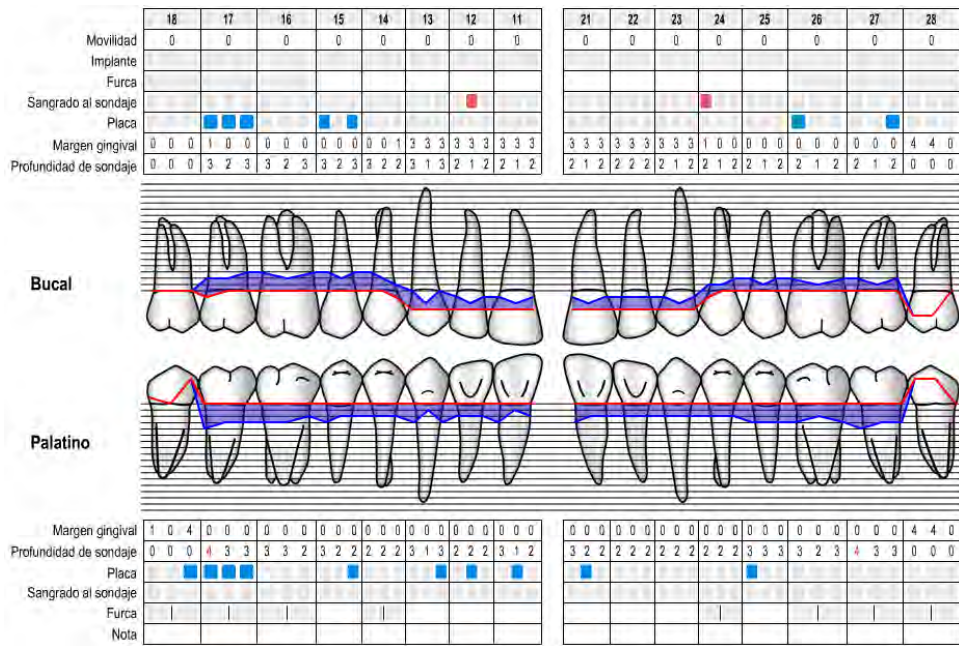 18 17 16 15 14 13 12 11 21 22 23 24 25 26 27 28
Movilidad 0 0 0 0 0 0 0 0 0 0 0 0 0 0 0 0
Implante
Furca
Sangrado al sondaje
Placa
Margen gingival 0 0 0 1 0 0 0 0 0 0 0 0 0 0 1 3 3 3 3 3 3 3 3 3 3 3 3 3 3 3 3 3 3 1 0 0 0 0 0 0 0 0 0 0 0 4 4 0
Profundidad de sondaje 0 0 0 3 2 3 3 2 3 3 2 3 3 2 2 3 1 3 2 1 2 2 1 2 2 1 2 2 2 2 2 1 2 2 2 2 2 1 2 2 1 2 2 1 2 0 0 0
Bucal
Palatino
Margen gingival 1 0 4 0 0 0 0 0 0 0 0 0 0 0 0 0 0 0 0 0 0 0 0 0 0 0 0 0 0 0 0 0 0 0 0 0 0 0 0 0 0 0 0 0 0 4 4 0
Profundidad de sondaje 0 0 0 4 3 3 3 3 2 3 2 2 2 2 2 3 1 3 2 2 2 3 1 2 3 2 2 2 2 2 2 2 2 2 2 2 3 3 3 3 2 3 4 3 3 0 0 0
Placa
Sangrado al sondaje
Furca
Nota